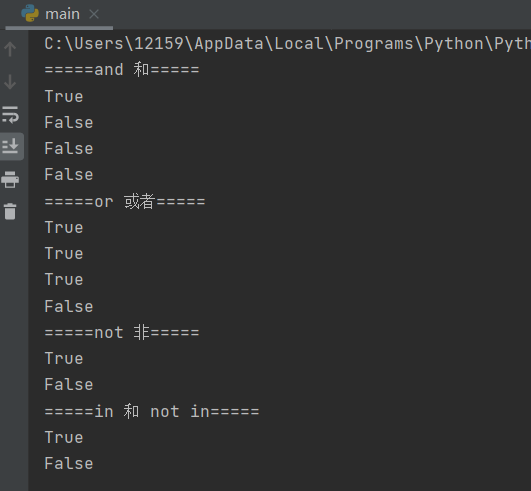 main
C:\Users\12159\AppData\Local\Programs\Python\Pyth
=====and 和=====
True
False
False
False
=====or 或者=====
True
True
True
False
=====not 非=====
True
False
=====in 和 not in=====
True
False